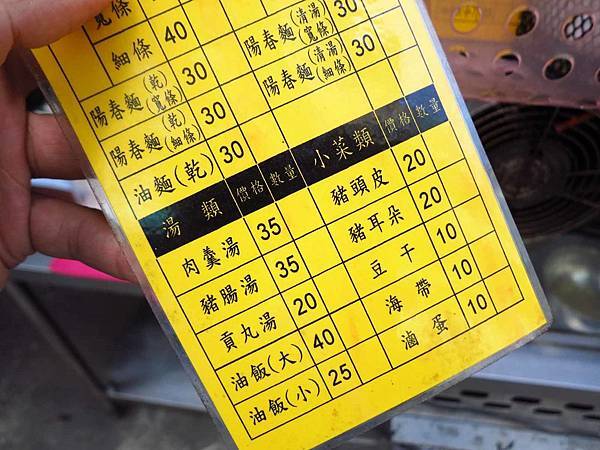 寬條
細條 40
陽春麵(乾)(寬條) 30
陽春麵(乾)(細條) 30
油麵(乾) 30
陽春麵(清湯)(寬條) 30
陽春麵(清湯)(細條) 30
湯類 價格 數量
肉羹湯 35
豬腸湯 35
貢丸湯 20
油飯(大) 40
油飯(小) 25
小菜類 價格 數量
豬頭皮 20
豬耳朵 20
豆干 10
海帶 10
滷蛋 10